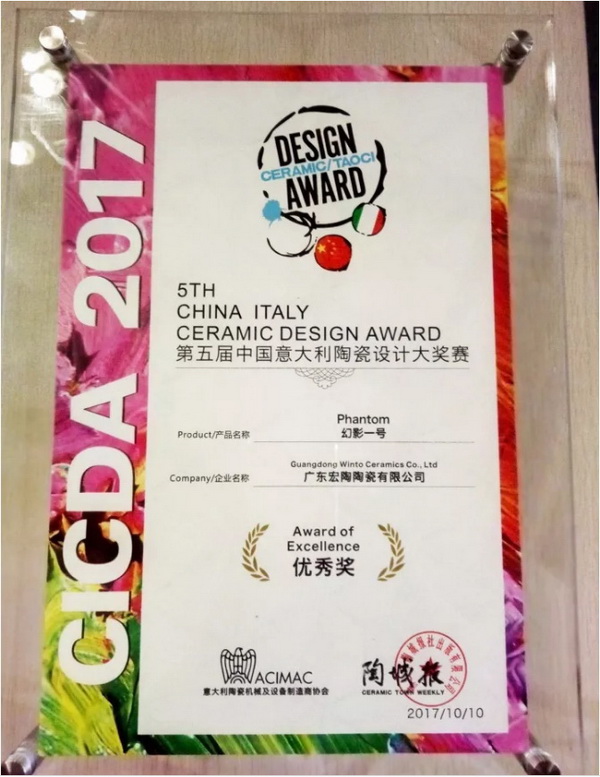 CICDA 2017
DESIGN
CERAMIC/TAOCI
AWARD
5TH
CHINA ITALY
CERAMIC DESIGN AWARD
第五届中国意大利陶瓷设计大奖赛
Phantom
Product/产品名称 幻影一号
Guangdong Winto Ceramics Co., Ltd
Company/企业名称 广东宏陶陶瓷有限公司
Award of
Excellence
优秀奖
ACIMAC
意大利陶瓷机械及设备制造商协会
陶城报
CERAMIC TOWN WEEKLY
2017/10/10